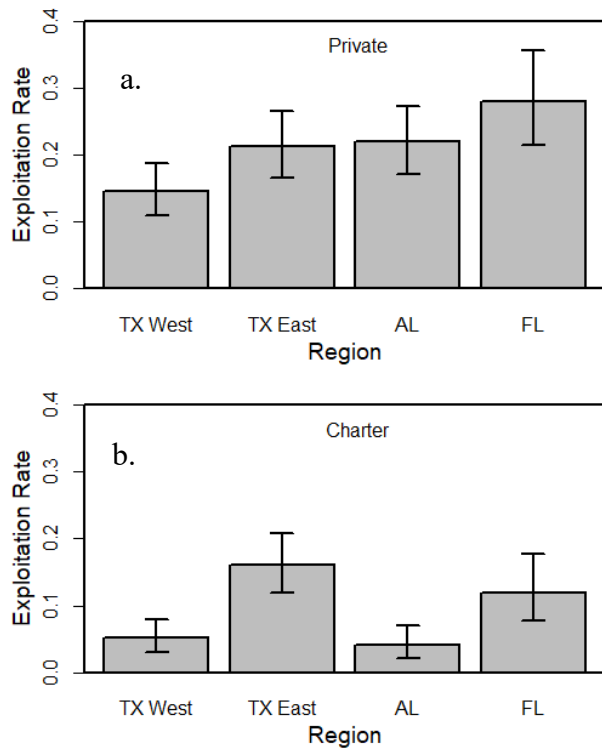 Private
a.
Exploitation Rate
0.4
0.3
0.2
0.1
0.0
TX West TX East AL FL
Region
Charter
b.
Exploitation Rate
0.4
0.3
0.2
0.1
0.0
TX West TX East AL FL
Region